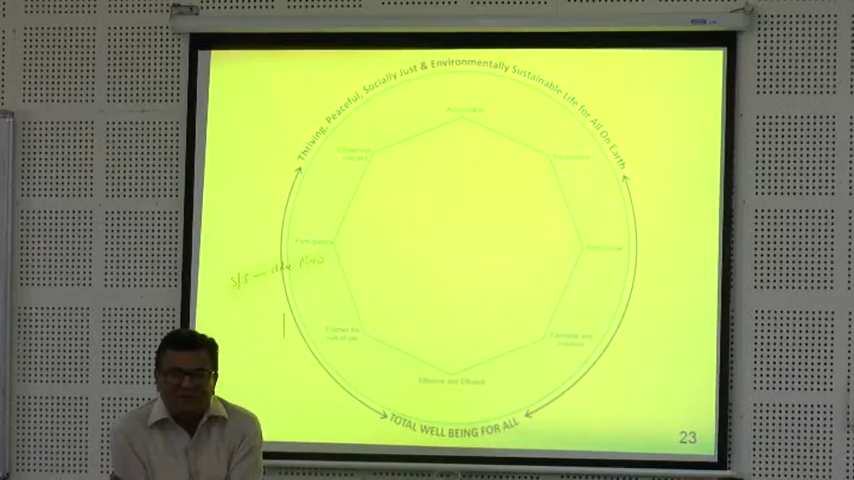 Thriving, Peaceful, Socially Just & Environmentally Sustainable Life for All On Earth
Accountable
Consensus
oriented
Transparent
Participatory
Responsive
Follows the
rule of law
Equitable and
inclusive
Effective and Efficient
TOTAL WELL BEING FOR ALL
23